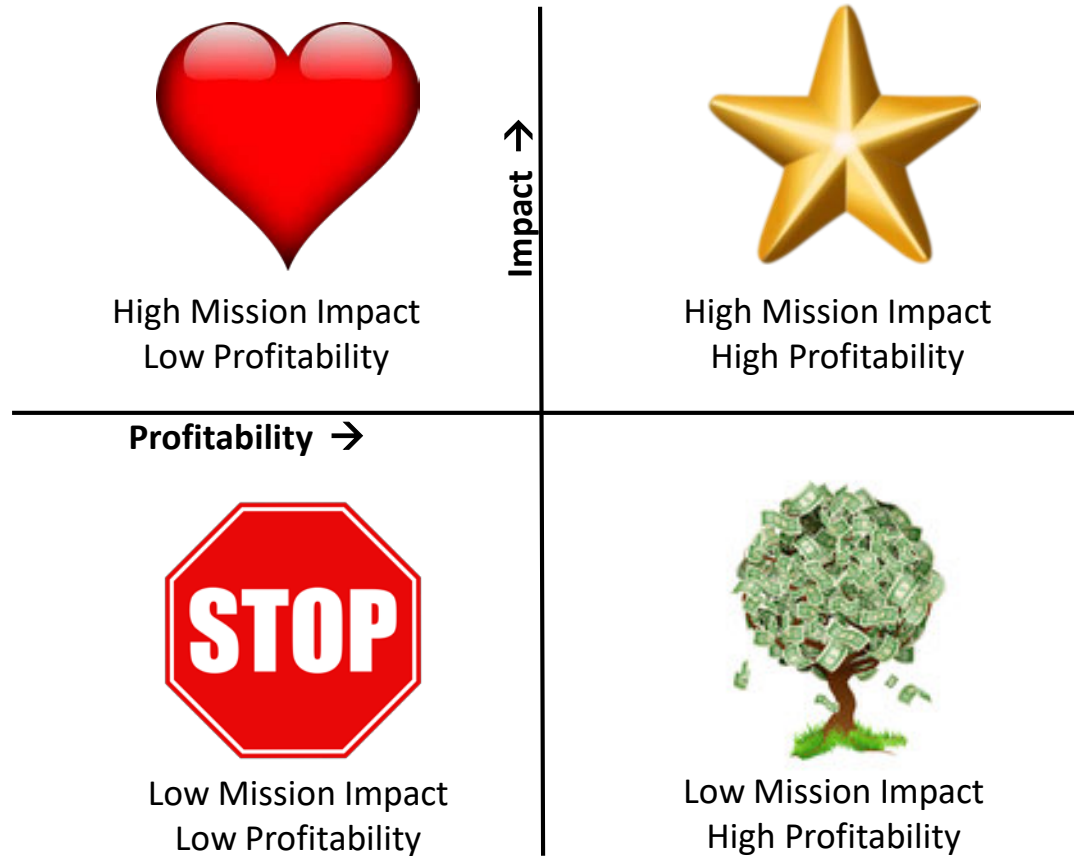 Impact →
High Mission Impact
Low Profitability
High Mission Impact
High Profitability
Profitability →
STOP
Low Mission Impact
Low Profitability
Low Mission Impact
High Profitability